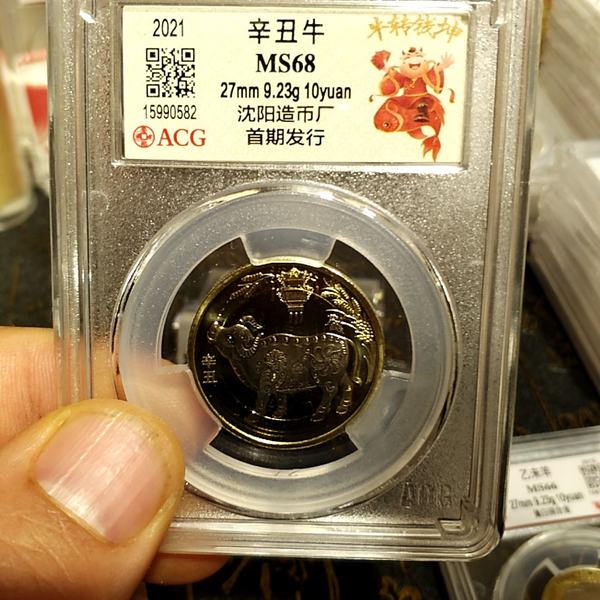 2021
辛丑牛
牛转钱坤
MS68
27mm 9.23g 10yuan
15990582
沈阳造币厂
ACG
首期发行
辛丑
ACG
乙未羊
MS66
27mm 9.23g 10yuan